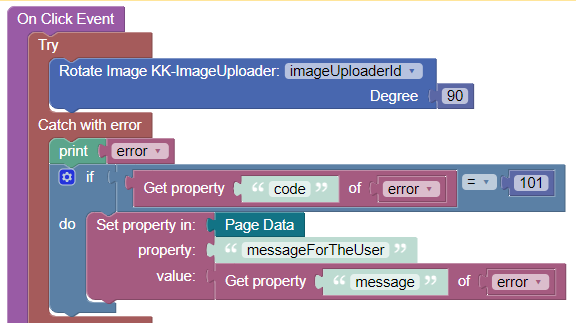 On Click Event
Try
Rotate Image KK-ImageUploader: imageUploaderId
Degree 90
Catch with error
print error
if Get property “ code ” of error = 101
do Set property in: Page Data
property: “ messageForTheUser ”
value: Get property “ message ” of error